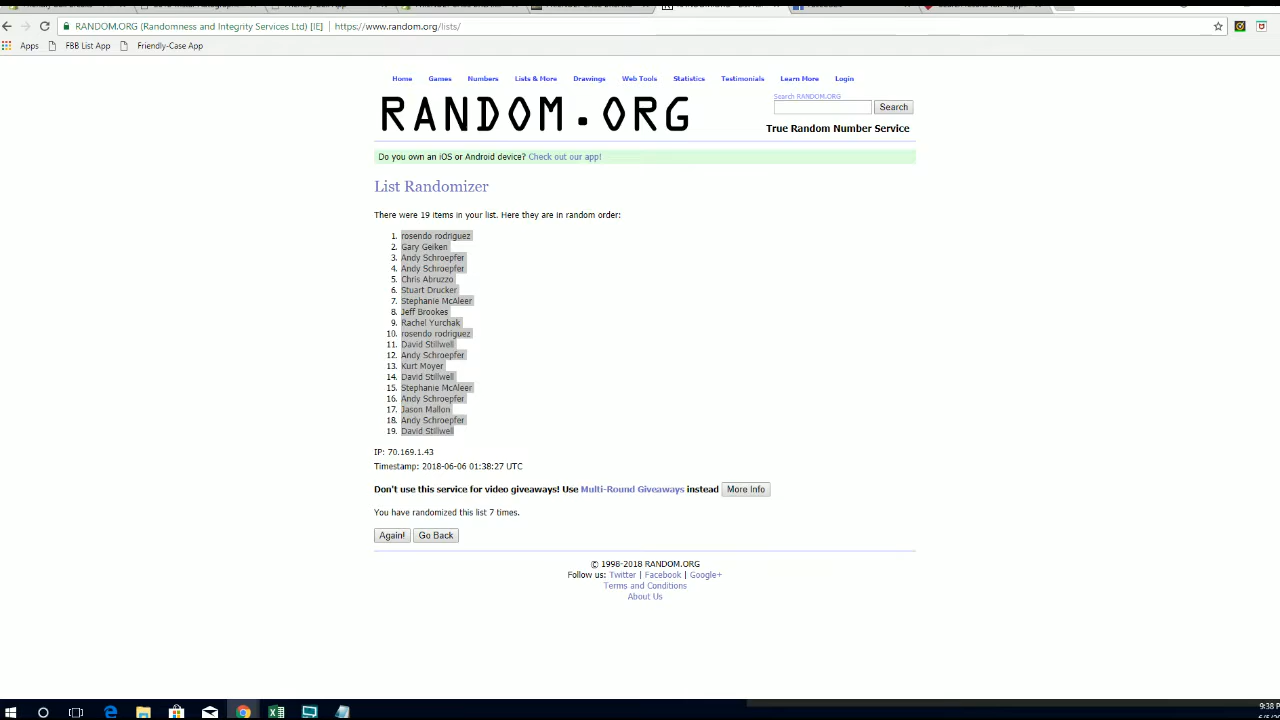 RANDOM.ORG (Randomness and Integrity Services Ltd) [IE] https://www.random.org/lists/
Apps FBB List App Friendly-Case App
Home Games Numbers Lists & More Drawings Web Tools Statistics Testimonials Learn More Login
Search RANDOM.ORG
RANDOM.ORG
Search
True Random Number Service
Do you own an iOS or Android device? Check out our app!
List Randomizer
There were 19 items in your list. Here they are in random order:
1. rosendo rodriguez
2. Gary Geiken
3. Andy Schroepfer
4. Andy Schroepfer
5. Chris Abruzzo
6. Stuart Drucker
7. Stephanie McAleer
8. Jeff Brookes
9. Rachel Yurchak
10. rosendo rodriguez
11. David Stillwell
12. Andy Schroepfer
13. Kurt Moyer
14. David Stillwell
15. Stephanie McAleer
16. Andy Schroepfer
17. Jason Mallon
18. Andy Schroepfer
19. David Stillwell
IP: 70.169.1.43
Timestamp: 2018-06-06 01:38:27 UTC
Don't use this service for video giveaways! Use Multi-Round Giveaways instead More Info
You have randomized this list 7 times.
Again! Go Back
© 1998-2018 RANDOM.ORG
Follow us: Twitter | Facebook | Google+
Terms and Conditions
About Us
9:38